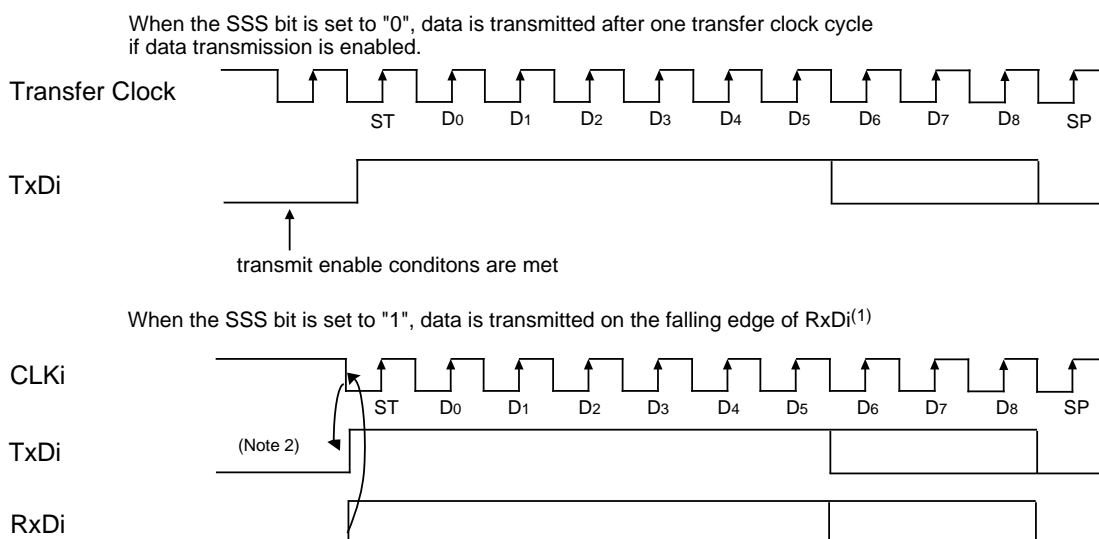 When the SSS bit is set to "0", data is transmitted after one transfer clock cycle
if data transmission is enabled.
Transfer Clock
ST D0 D1 D2 D3 D4 D5 D6 D7 D8 SP
TxDi
transmit enable conditons are met
When the SSS bit is set to "1", data is transmitted on the falling edge of RxDi(1)
CLKi
ST D0 D1 D2 D3 D4 D5 D6 D7 D8 SP
TxDi (Note 2)
RxDi